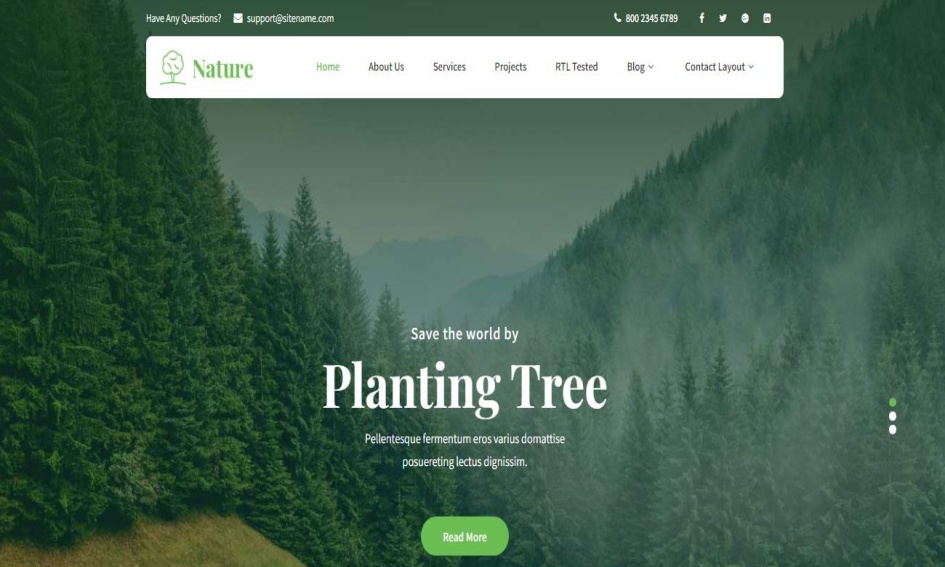 Have Any Questions? support@sitename.com 800 2345 6789
Nature Home About Us Services Projects RTL Tested Blog Contact Layout
Save the world by
Planting Tree
Pellentesque fermentum eros varius domattise
posuereting lectus dignissim.
Read More